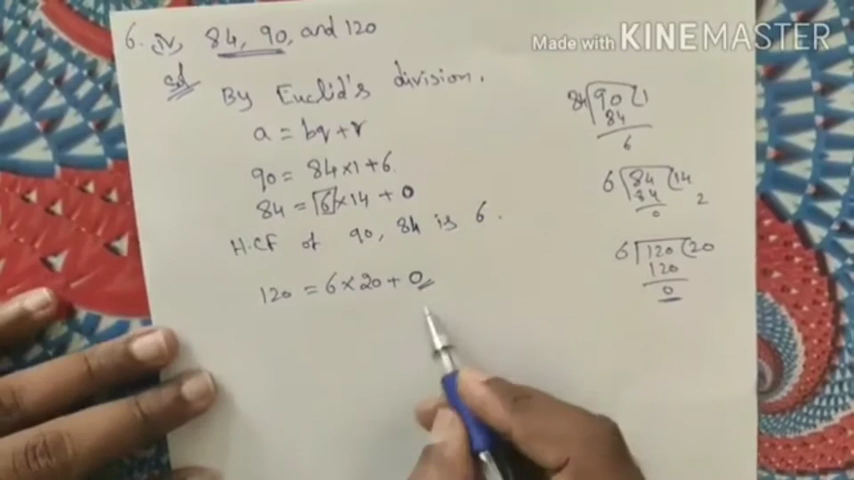 6. iv, 84, 90, and 120
Made with KINEMASTER
Sol
By Euclid's division.
a = bq+r
90 = 84×1+6.
84 = 6×14 + 0
H.C.F of 90, 84 is 6.
120 = 6×20+0
84 90 1
84
6
6 84 14
84 2
0
6 120 20
120
0